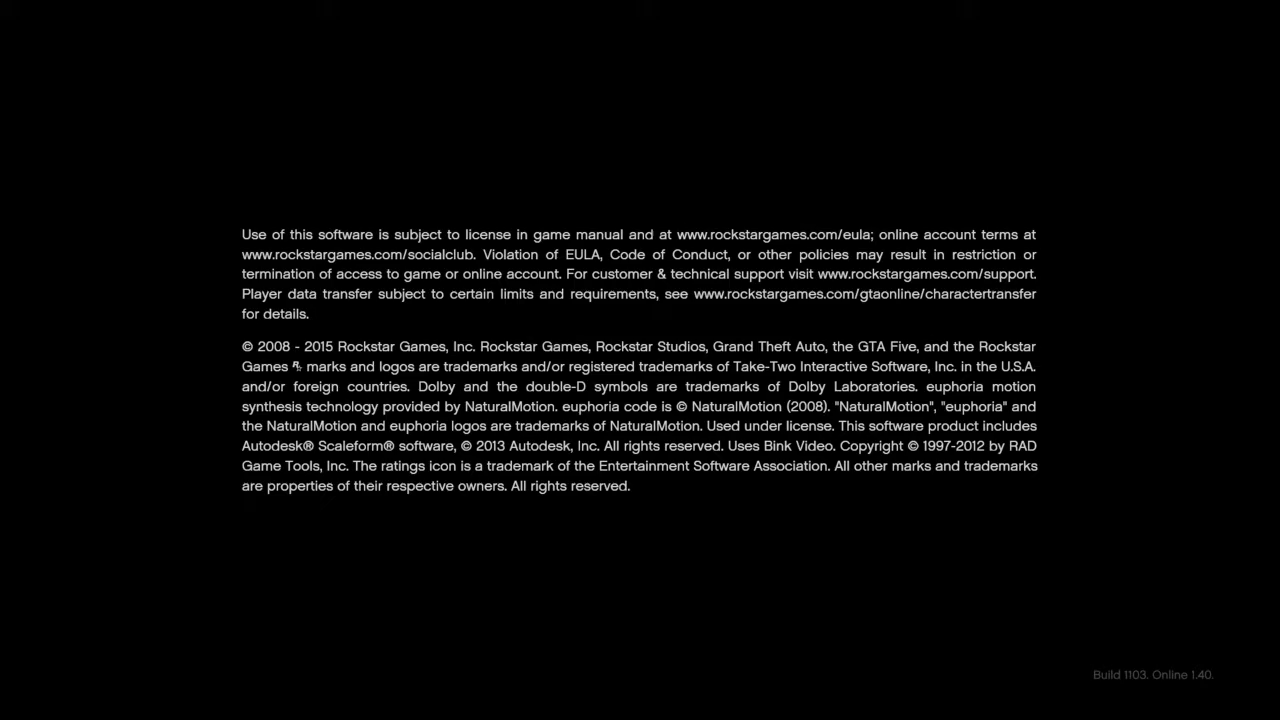 Use of this software is subject to license in game manual and at www.rockstargames.com/eula; online account terms at
www.rockstargames.com/socialclub. Violation of EULA, Code of Conduct, or other policies may result in restriction or
termination of access to game or online account. For customer & technical support visit www.rockstargames.com/support.
Player data transfer subject to certain limits and requirements, see www.rockstargames.com/gtaonline/charactertransfer
for details.
© 2008 - 2015 Rockstar Games, Inc. Rockstar Games, Rockstar Studios, Grand Theft Auto, the GTA Five, and the Rockstar
Games R* marks and logos are trademarks and/or registered trademarks of Take-Two Interactive Software, Inc. in the U.S.A.
and/or foreign countries. Dolby and the double-D symbols are trademarks of Dolby Laboratories. euphoria motion
synthesis technology provided by NaturalMotion. euphoria code is © NaturalMotion (2008). "NaturalMotion", "euphoria" and
the NaturalMotion and euphoria logos are trademarks of NaturalMotion. Used under license. This software product includes
Autodesk® Scaleform® software, © 2013 Autodesk, Inc. All rights reserved. Uses Bink Video. Copyright © 1997-2012 by RAD
Game Tools, Inc. The ratings icon is a trademark of the Entertainment Software Association. All other marks and trademarks
are properties of their respective owners. All rights reserved.
Build 1103. Online 1.40.